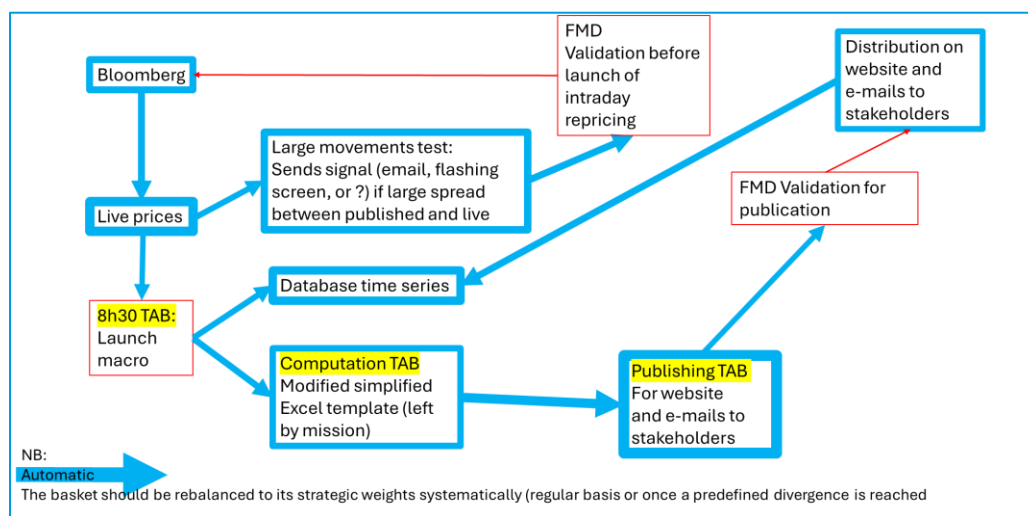 Bloomberg
FMD
Validation before
launch of
intraday
repricing
Distribution on
website and
e-mails to
stakeholders
Large movements test:
Sends signal (email, flashing
screen, or ?) if large spread
between published and live
FMD Validation for
publication
Live prices
Database time series
8h30 TAB:
Launch
macro
Computation TAB
Modified simplified
Excel template (left
by mission)
Publishing TAB
For website
and e-mails to
stakeholders
NB:
Automatic
The basket should be rebalanced to its strategic weights systematically (regular basis or once a predefined divergence is reached